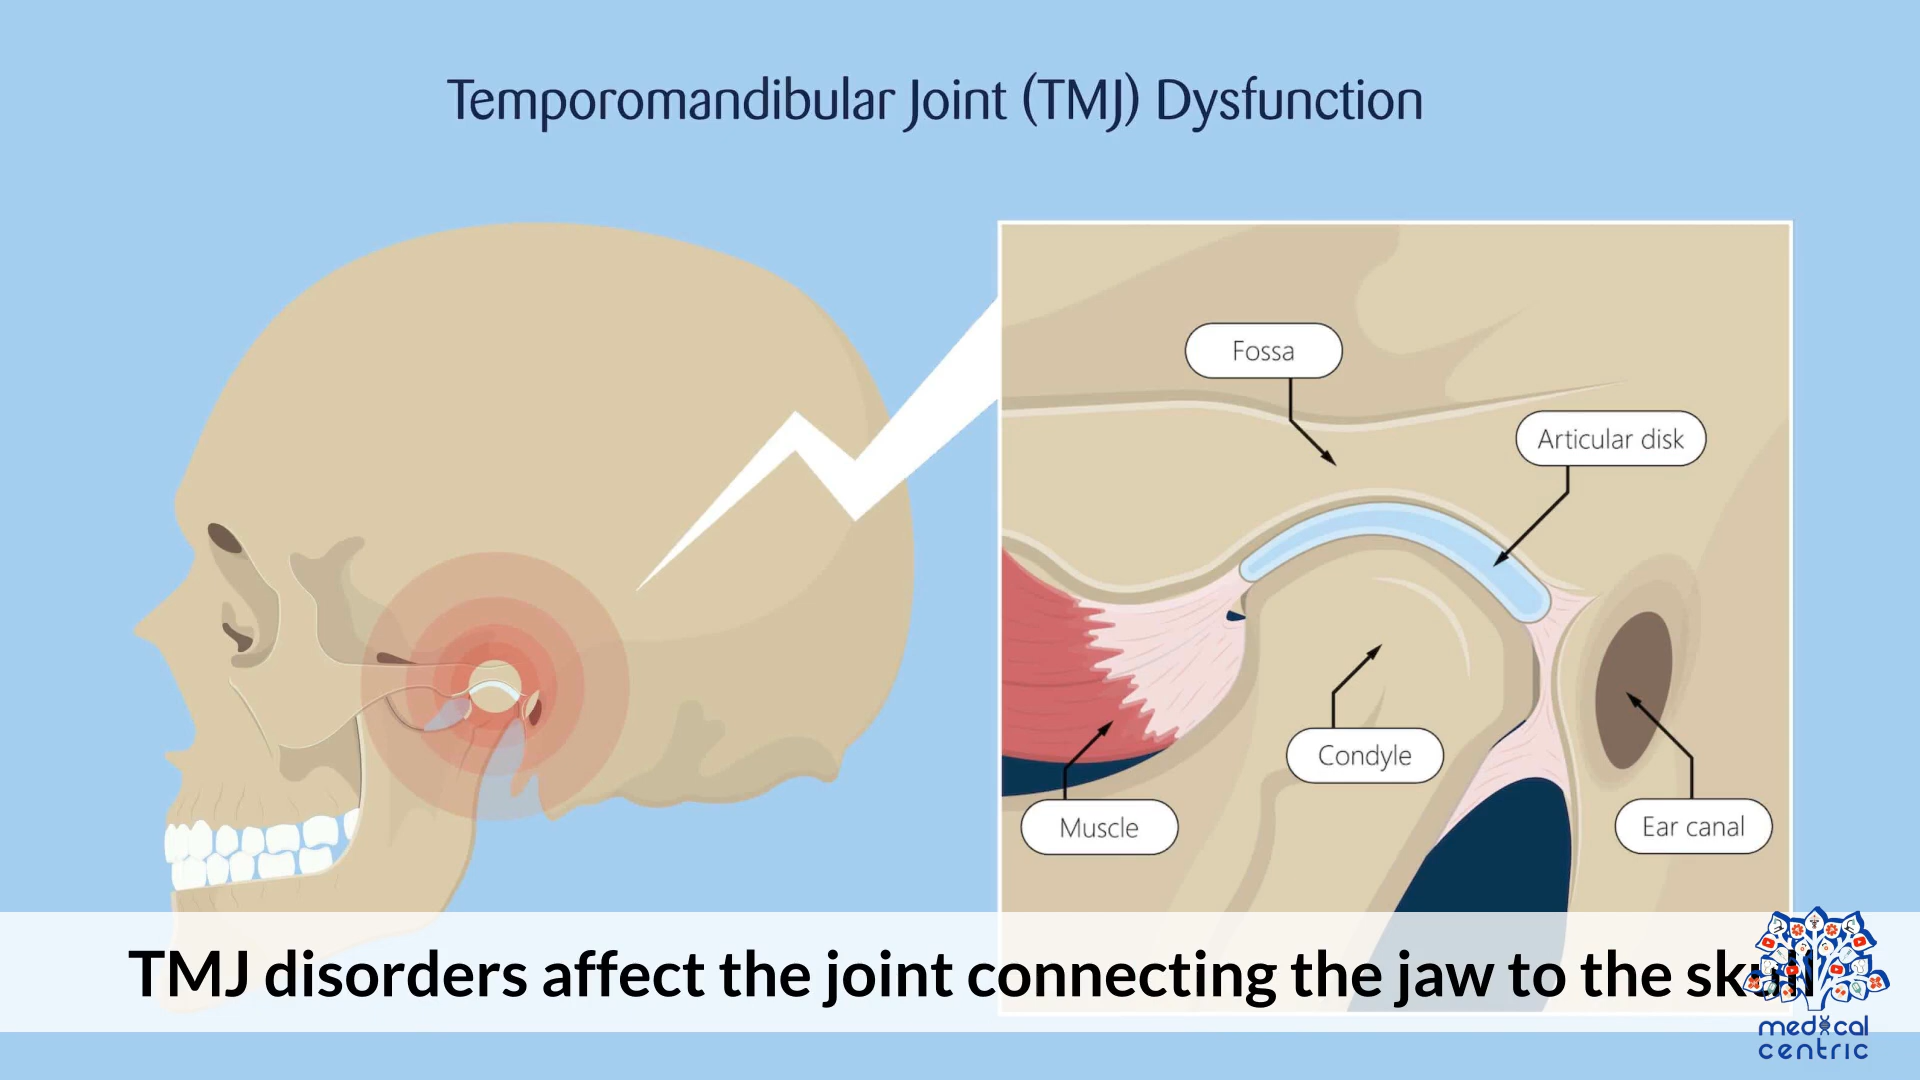 Temporomandibular Joint (TMJ) Dysfunction
Fossa
Articular disk
Condyle
Muscle
Ear canal
TMJ disorders affect the joint connecting the jaw to the skull
medical
centric